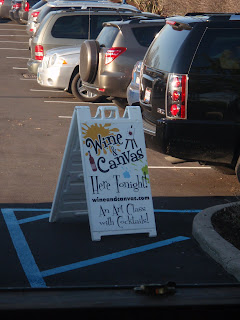 Wine &
Canvas
Here Tonight!
wineandcanvas.com
An Art Class
with Cocktails!